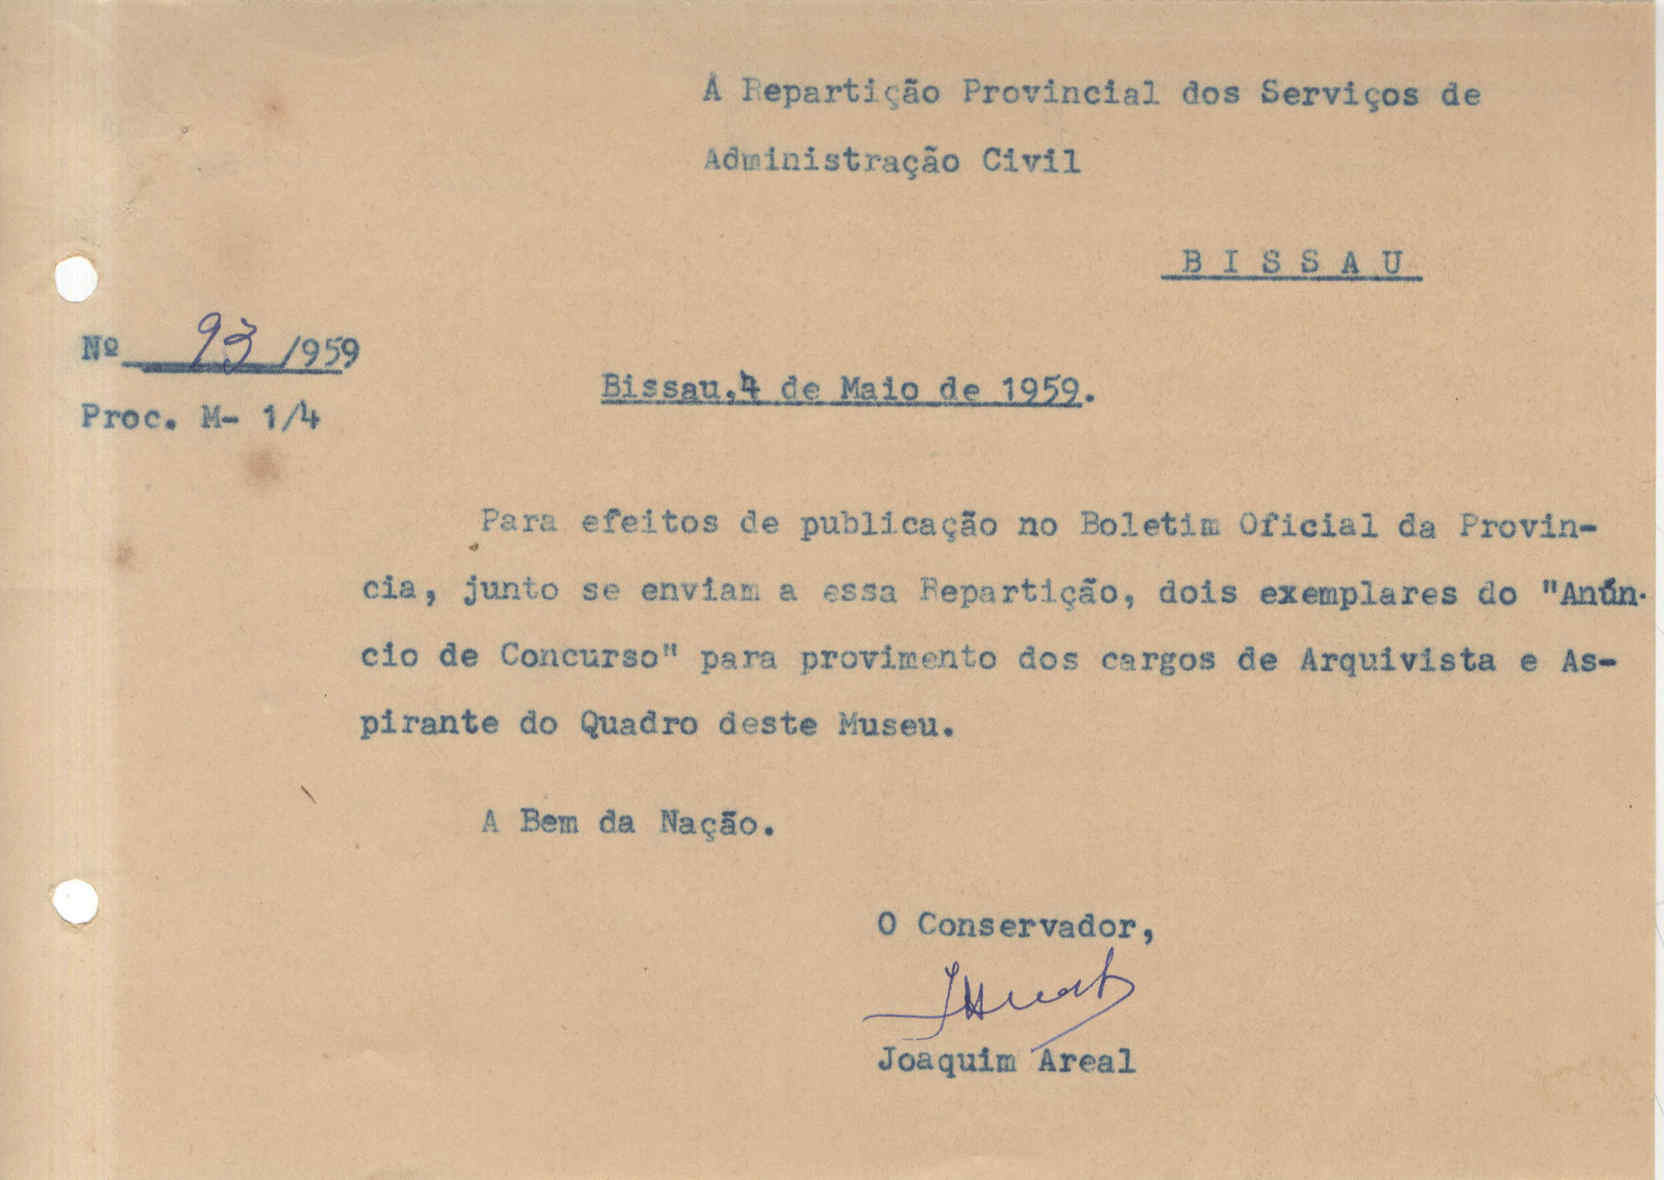 Á Repartição Provincial dos Serviços de
Administração Civil
B I S S A U
Nº 93 /959
Bissau,4 de Maio de 1959.
Proc. M- 1/4
Para efeitos de publicação no Boletim Oficial da Provin-
cia, junto se enviam a essa Repartição, dois exemplares do "Anún-
cio de Concurso" para provimento dos cargos de Arquivista e As-
pirante do Quadro deste Museu.
A Bem da Nação.
O Conservador,
Joaquim Areal